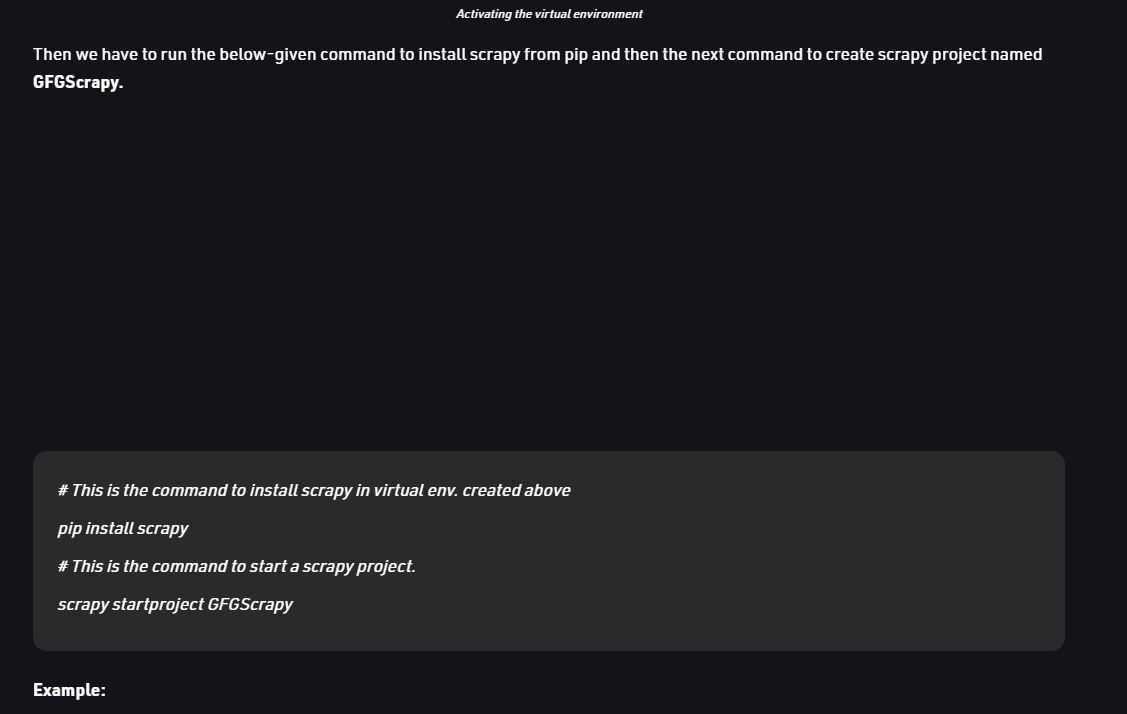 Activating the virtual environment
Then we have to run the below-given command to install scrapy from pip and then the next command to create scrapy project named
GFGScrapy.
# This is the command to install scrapy in virtual env. created above
pip install scrapy
# This is the command to start a scrapy project.
scrapy startproject GFGScrapy
Example: